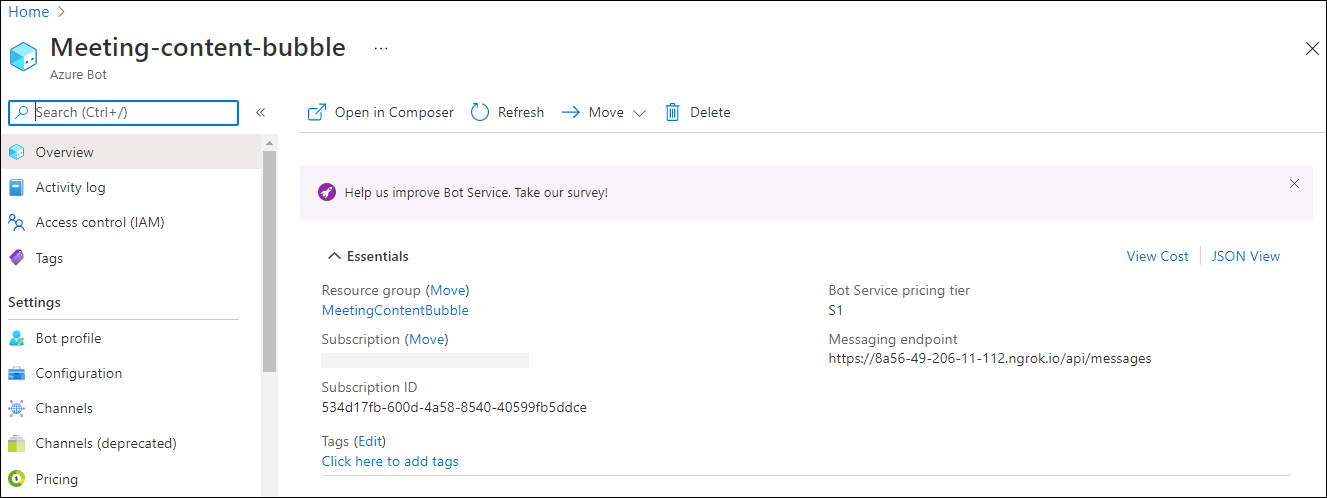 Home >
Meeting-content-bubble ...
Azure Bot
Search (Ctrl+/) «
Overview
Activity log
Access control (IAM)
Tags
Settings
Bot profile
Configuration
Channels
Channels (deprecated)
Pricing
Open in Composer Refresh Move Delete
Help us improve Bot Service. Take our survey!
Essentials
View Cost JSON View
Resource group (Move)
MeetingContentBubble
Subscription (Move)
Subscription ID
534d17fb-600d-4a58-8540-40599fb5ddce
Tags (Edit)
Click here to add tags
Bot Service pricing tier
S1
Messaging endpoint
https://8a56-49-206-11-112.ngrok.io/api/messages